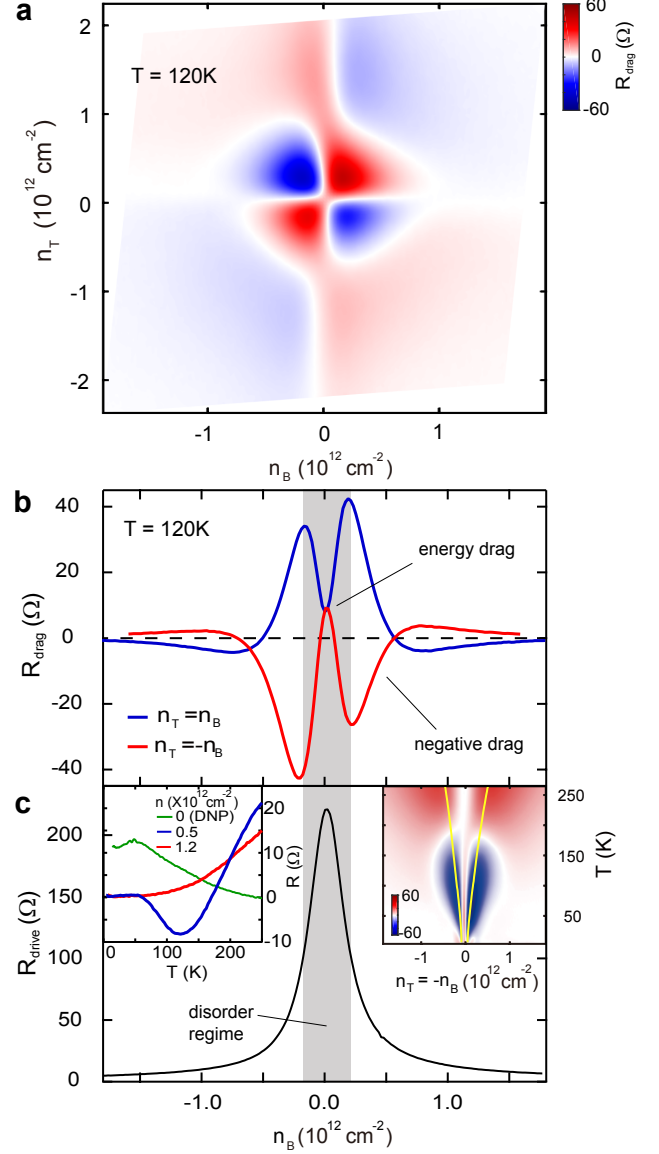 a
T = 120K
2
1
0
-1
-2
n_T (10^12 cm^-2)
-1
0
1
n_B (10^12 cm^-2)
60
0
-60
R_drag (Ω)
b
T = 120K
40
20
0
-20
-40
R_drag (Ω)
energy drag
negative drag
n_T = n_B
n_T = -n_B
c
200
150
100
50
0
R_drive (Ω)
n (X10^12 cm^-2)
0 (DNP)
0.5
1.2
20
10
0
-10
R (Ω)
0
100
200
T (K)
60
-60
250
150
50
T (K)
-1
0
1
n_T = -n_B (10^12 cm^-2)
disorder
regime
-1.0
0.0
1.0
n_B (10^12 cm^-2)